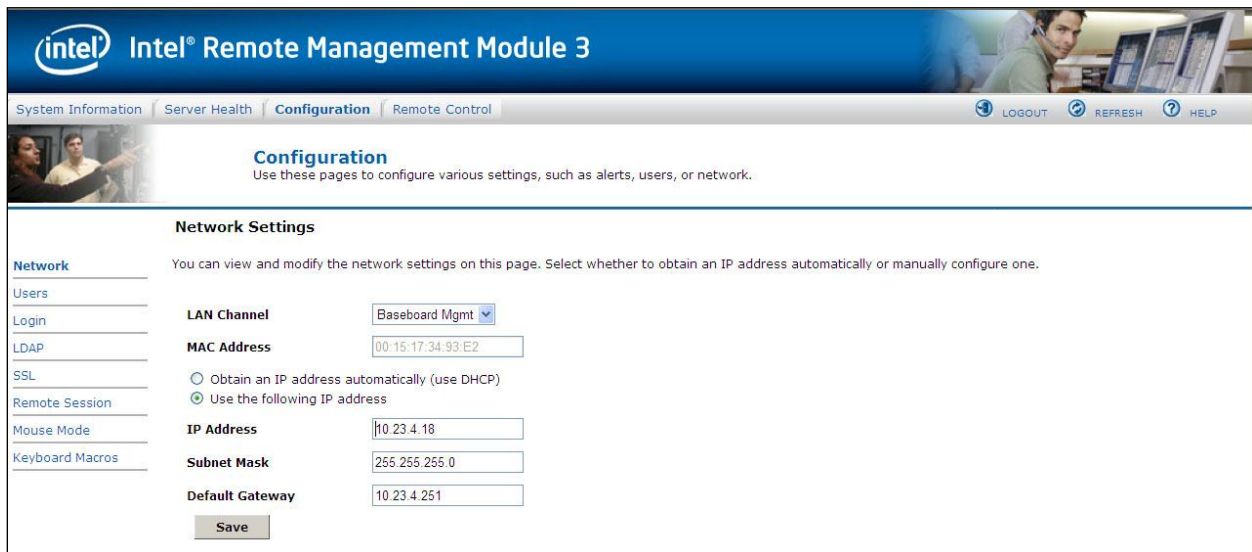 intel® Intel® Remote Management Module 3
System Information Server Health Configuration Remote Control LOGOUT REFRESH ? HELP
Configuration
Use these pages to configure various settings, such as alerts, users, or network.
Network Settings
You can view and modify the network settings on this page. Select whether to obtain an IP address automatically or manually configure one.
Network
Users
Login
LDAP
SSL
Remote Session
Mouse Mode
Keyboard Macros
LAN Channel Baseboard Mgmt
MAC Address 00:15:17:34:93:E2
Obtain an IP address automatically (use DHCP)
Use the following IP address
IP Address 10.23.4.18
Subnet Mask 255.255.255.0
Default Gateway 10.23.4.251
Save